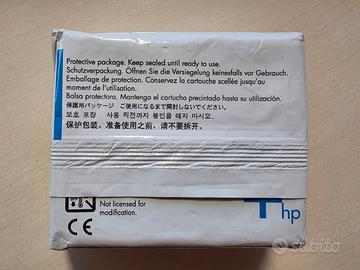 Protective package. Keep sealed until ready to use.
Schutzverpackung. Öffnen Sie die Versiegelung keinesfalls vor Gebrauch.
Emballage de protection. Conservez la cartouche scellée jusqu'au
moment de l'utilisation.
Bolsa protectora. Mantenga el cartucho precintado hasta su utilización.
保護用パッケージ ご使用になるまで開封しないでください。
보호 포장 사용 직전까지 봉인을 떼지 마시오.
保护包装。准备使用之前，请不要拆开。
Not licensed for
modification.
CE
hp
subito